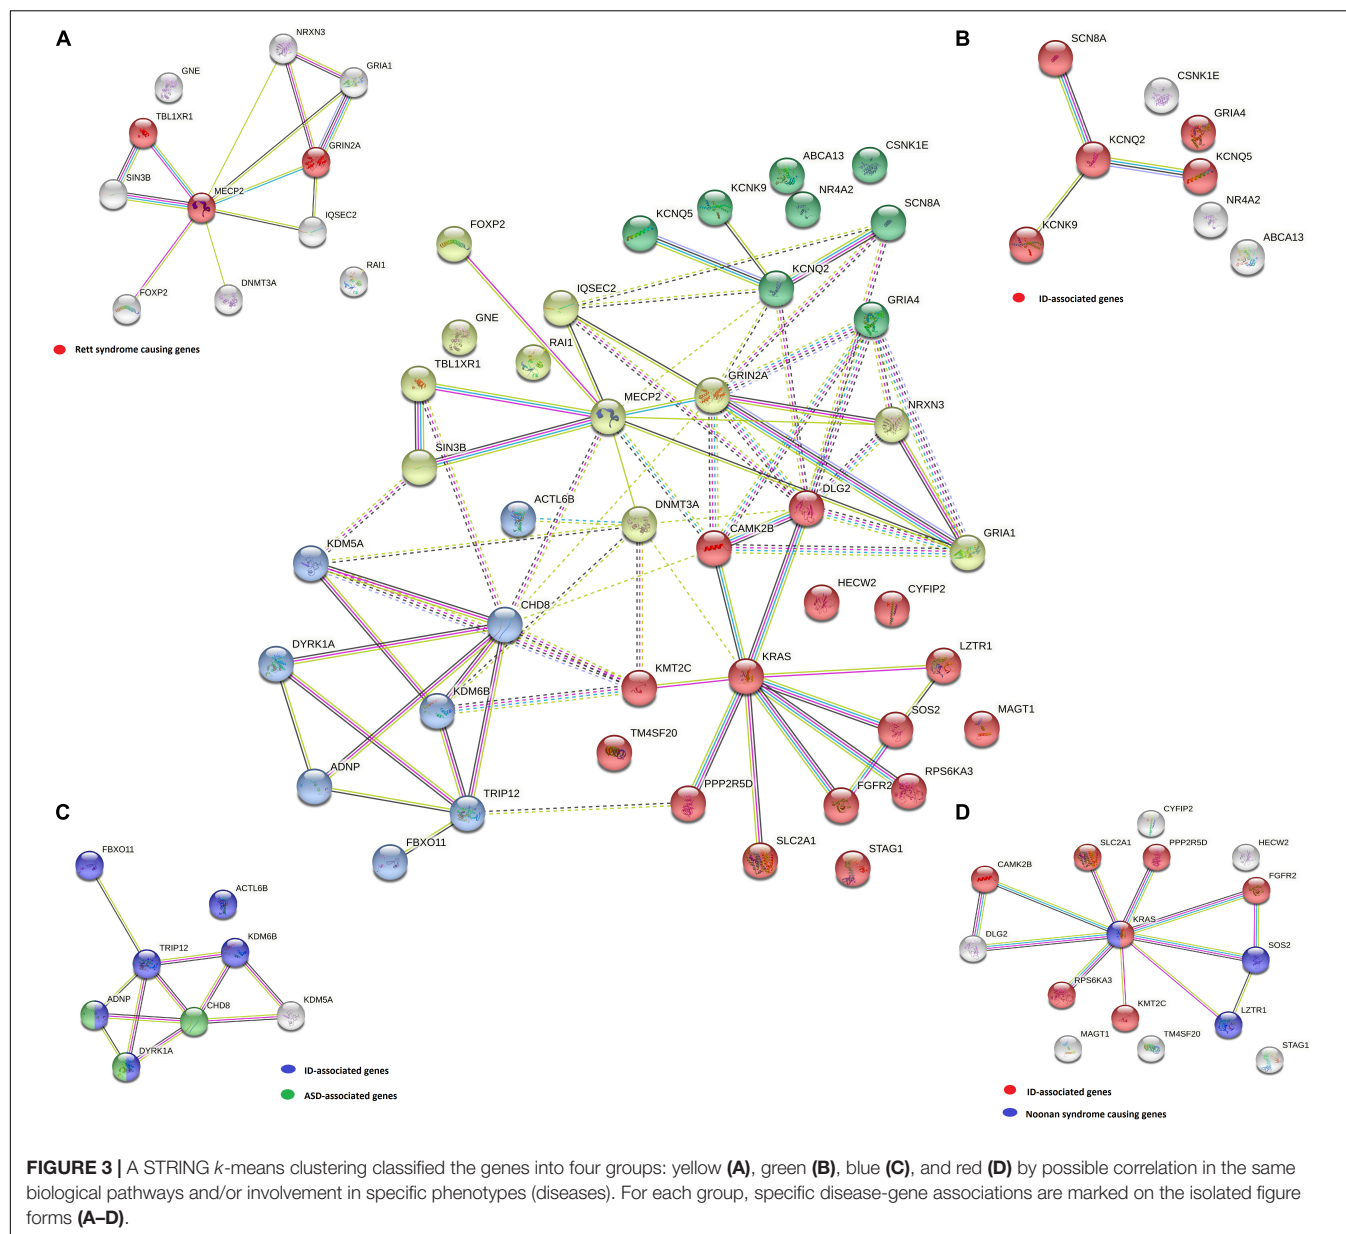 A
NRXN3
GRIA1
GNE
TBL1XR1
GRIN2A
SIN3B
MECP2
IQSEC2
RAI1
DNMT3A
FOXP2
Rett syndrome causing genes
B
SCN8A
CSNK1E
GRIA4
KCNQ2
KCNQ5
NR4A2
KCNK9
ABCA13
ID-associated genes
CSNK1E
ABCA13
KCNK9
NR4A2
SCN8A
KCNQ5
FOXP2
KCNQ2
IQSEC2
GRIA4
GNE
RAI1
TBL1XR1
GRIN2A
MECP2
NRXN3
SIN3B
DLG2
ACTL6B
DNMT3A
CAMK2B
GRIA1
KDM5A
HECW2
CYFIP2
CHD8
DYRK1A
LZTR1
KRAS
KMT2C
KDM6B
SOS2
MAGT1
TM4SF20
ADNP
RPS6KA3
TRIP12
PPP2R5D
FGFR2
FBXO11
SLC2A1
STAG1
C
FBXO11
ACTL6B
TRIP12
KDM6B
ADNP
CHD8
KDM5A
DYRK1A
ID-associated genes
ASD-associated genes
D
CYFIP2
SLC2A1
PPP2R5D
HECW2
CAMK2B
FGFR2
KRAS
DLG2
SOS2
RPS6KA3
KMT2C
LZTR1
MAGT1
TM4SF20
STAG1
ID-associated genes
Noonan syndrome causing genes
FIGURE 3 | A STRING k-means clustering classified the genes into four groups: yellow (A), green (B), blue (C), and red (D) by possible correlation in the same
biological pathways and/or involvement in specific phenotypes (diseases). For each group, specific disease-gene associations are marked on the isolated figure
forms (A–D).